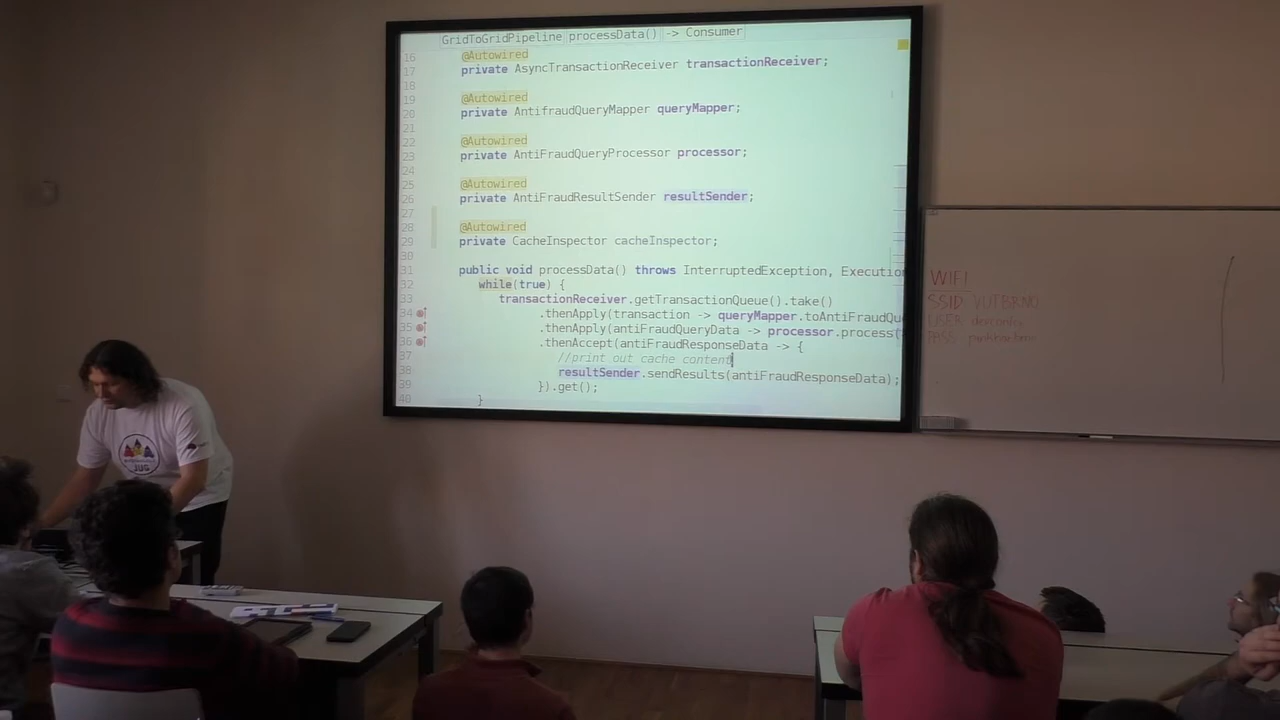 GridToGridPipeline processData() -> Consumer
16 @Autowired
17 private AsyncTransactionReceiver transactionReceiver;
18
19 @Autowired
20 private AntifraudQueryMapper queryMapper;
21
22 @Autowired
23 private AntiFraudQueryProcessor processor;
24
25 @Autowired
26 private AntiFraudResultSender resultSender;
27
28 @Autowired
29 private CacheInspector cacheInspector;
30
31 public void processData() throws InterruptedException, Execution
32 while(true) {
33 transactionReceiver.getTransactionQueue().take()
34 .thenApply(transaction -> queryMapper.toAntiFraudQu
35 .thenApply(antiFraudQueryData -> processor.process(
36 .thenAccept(antiFraudResponseData -> {
37 //print out cache content
38 resultSender.sendResults(antiFraudResponseData);
39 }).get();
40 }
WIFI
SSID VUTBRNO
USER
PASS
JUG